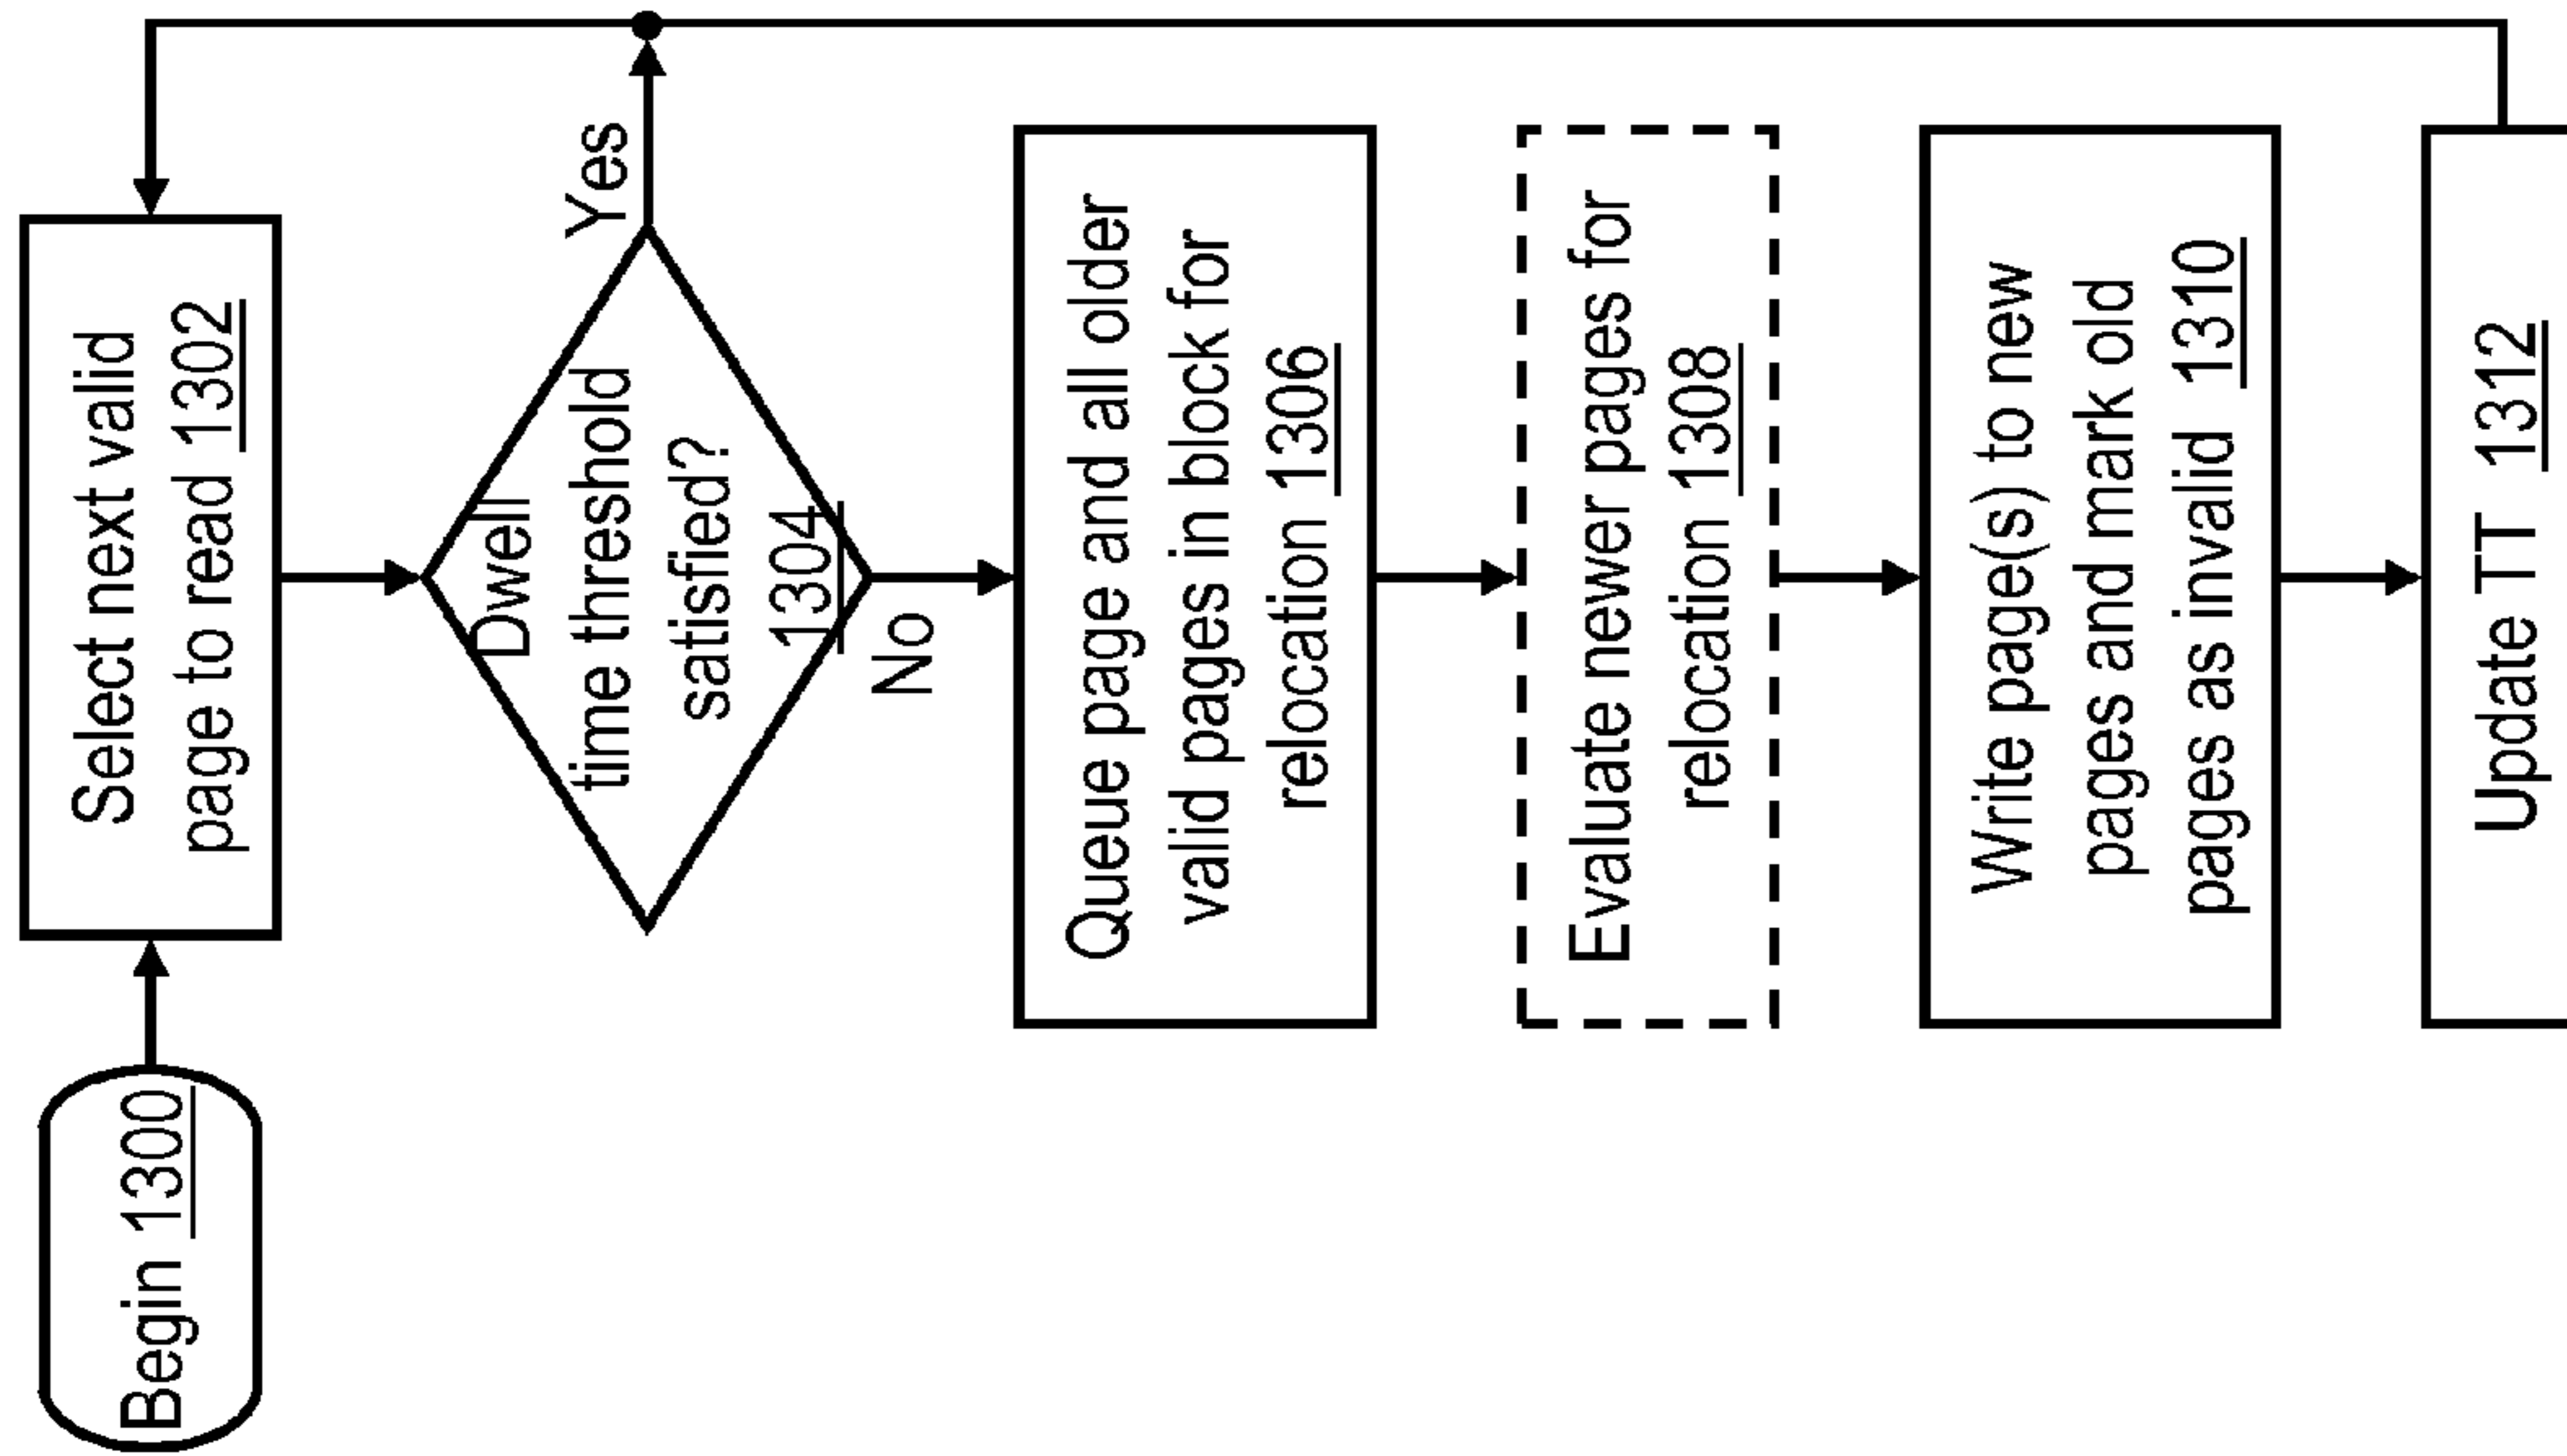 Begin 1300
Select next valid
page to read 1302
Dwell
time threshold
satisfied?
1304
Yes
No
Queue page and all older
valid pages in block for
relocation 1306
Evaluate newer pages for
relocation 1308
Write page(s) to new
pages and mark old
pages as invalid 1310
Update TT 1312